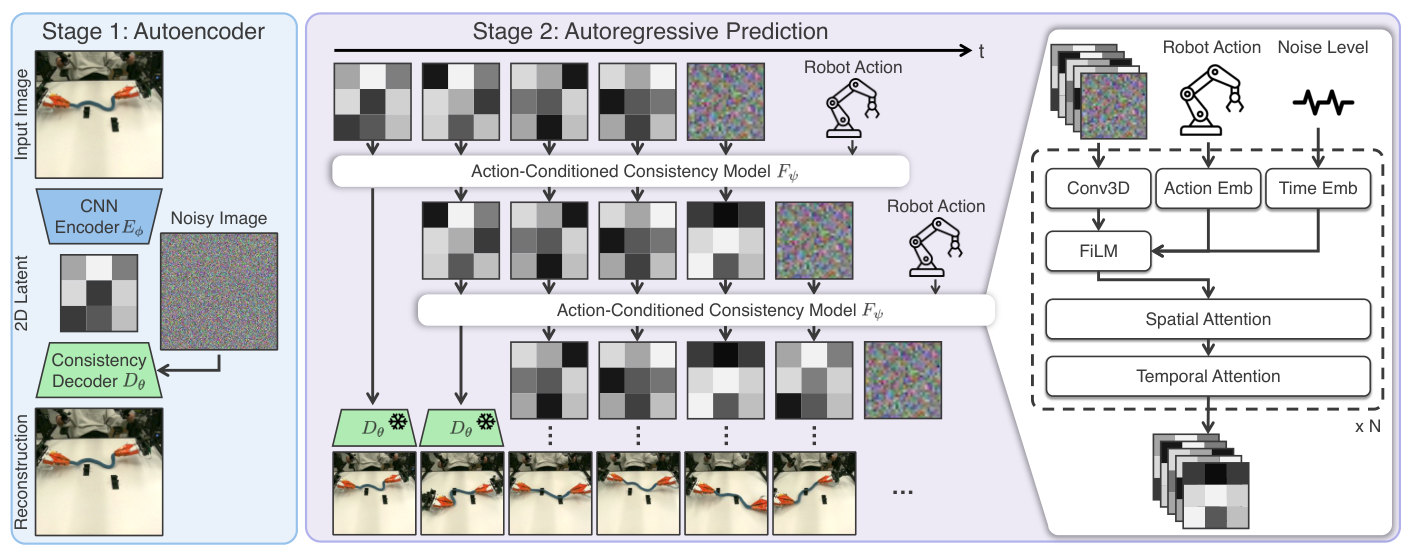 Stage 1: Autoencoder
Input Image
CNN
Encoder E_ϕ
Noisy Image
2D Latent
Consistency
Decoder D_θ
Reconstruction
Stage 2: Autoregressive Prediction
t
Robot Action
Action-Conditioned Consistency Model F_ψ
Robot Action
Action-Conditioned Consistency Model F_ψ
D_θ
D_θ
...
Robot Action
Noise Level
Conv3D
Action Emb
Time Emb
FiLM
Spatial Attention
Temporal Attention
x N